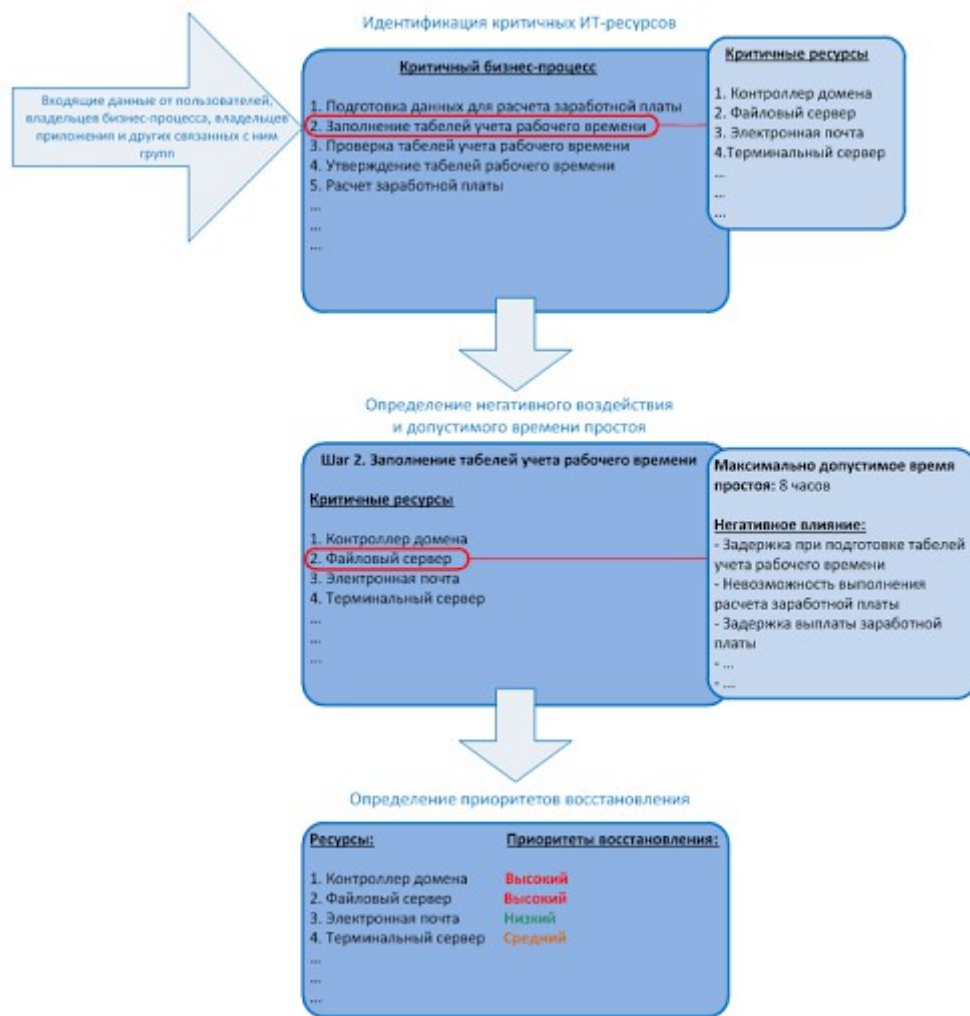 Идентификация критичных ИТ-ресурсов
Входящие данные от пользователей,
владельцев бизнес-процесса, владельцев
приложения и других связанных с ним
групп
Критичный бизнес-процесс
1. Подготовка данных для расчета заработной платы
2. Заполнение табелей учета рабочего времени
3. Проверка табелей учета рабочего времени
4. Утверждение табелей рабочего времени
5. Расчет заработной платы
...
...
...
Критичные ресурсы
1. Контроллер домена
2. Файловый сервер
3. Электронная почта
4.Терминальный сервер
...
...
...
Определение негативного воздействия
и допустимого времени простоя
Шаг 2. Заполнение табелей учета рабочего времени
Критичные ресурсы
1. Контроллер домена
2. Файловый сервер
3. Электронная почта
4. Терминальный сервер
...
...
...
Максимально допустимое время
простоя: 8 часов
Негативное влияние:
- Задержка при подготовке табелей
учета рабочего времени
- Невозможность выполнения
расчета заработной платы
- Задержка выплаты заработной
платы
- ...
- ...
Определение приоритетов восстановления
Ресурсы: Приоритеты восстановления:
1. Контроллер домена Высокий
2. Файловый сервер Высокий
3. Электронная почта Низкий
4. Терминальный сервер Средний
...
...
...